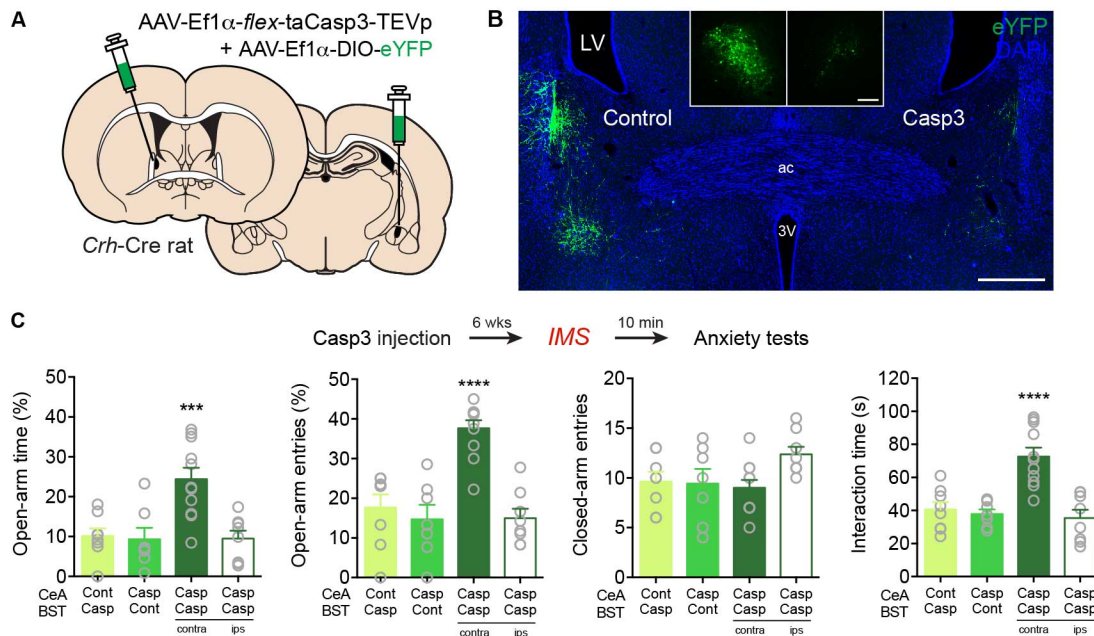 A
AAV-Ef1α-flex-taCasp3-TEVp
+ AAV-Ef1α-DIO-eYFP
Crh-Cre rat
B
eYFP
DAPI
LV
Control
Casp3
ac
3V
C
Casp3 injection 6 wks IMS 10 min Anxiety tests
Open-arm time (%)
50
40
30
20
10
0
***
CeA Cont Casp Casp Casp
BST Casp Cont Casp Casp
contra ips
Open-arm entries (%)
50
40
30
20
10
0
****
CeA Cont Casp Casp Casp
BST Casp Cont Casp Casp
contra ips
Closed-arm entries
20
15
10
5
0
CeA Cont Casp Casp Casp
BST Casp Cont Casp Casp
contra ips
Interaction time (s)
120
100
80
60
40
20
0
****
CeA Cont Casp Casp Casp
BST Casp Cont Casp Casp
contra ips